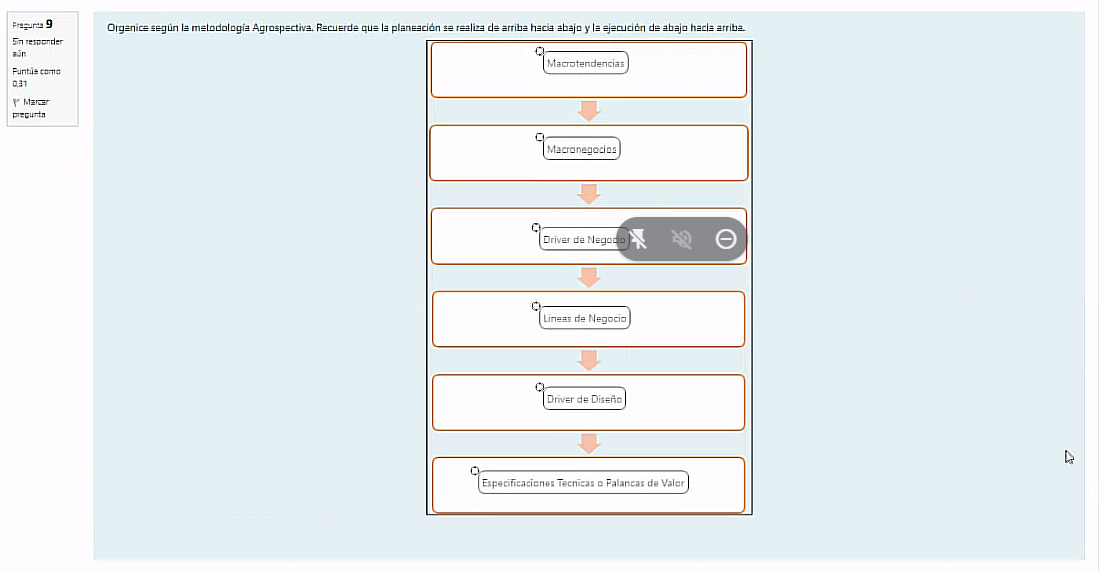 Pregunta 9
Sin responder
aún
Puntúa como
0,31
Marcar
pregunta
Organice según la metodología Agrospectiva. Recuerde que la planeación se realiza de arriba hacia abajo y la ejecución de abajo hacia arriba.
Macrotendencias
Macronegocios
Driver de Negocio
Lineas de Negocio
Driver de Diseño
Especificaciones Tecnicas o Palancas de Valor